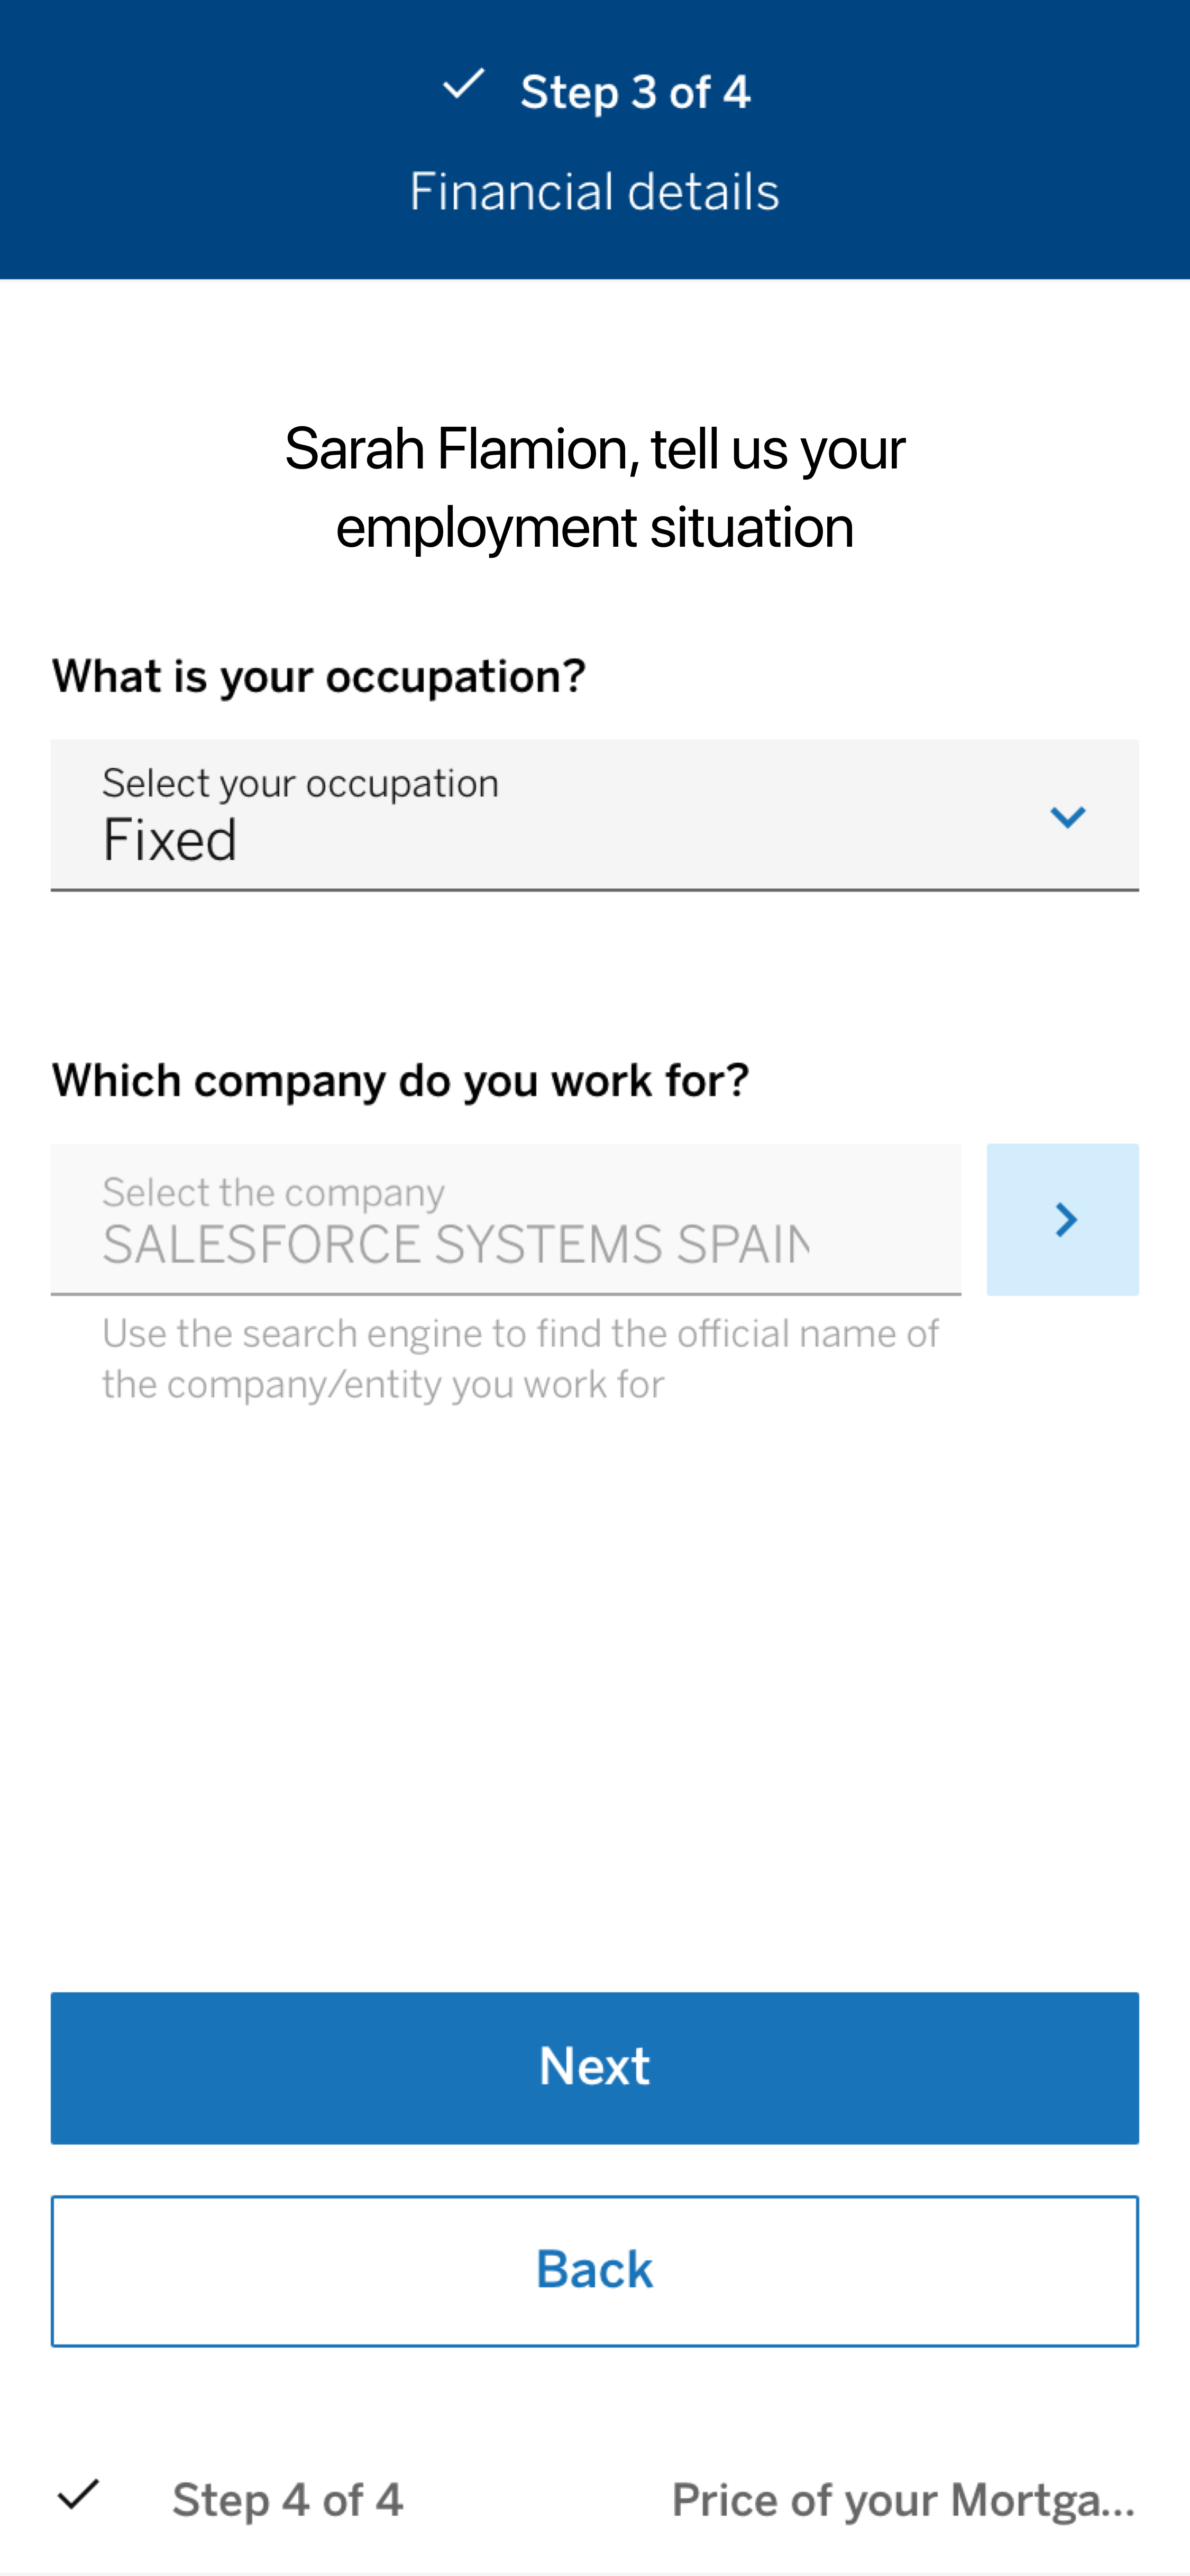 Step 3 of 4
Financial details
Sarah Flamion, tell us your
employment situation
What is your occupation?
Select your occupation
Fixed
Which company do you work for?
Select the company
SALESFORCE SYSTEMS SPAIN
Use the search engine to find the official name of
the company/entity you work for
Next
Back
Step 4 of 4
Price of your Mortga...